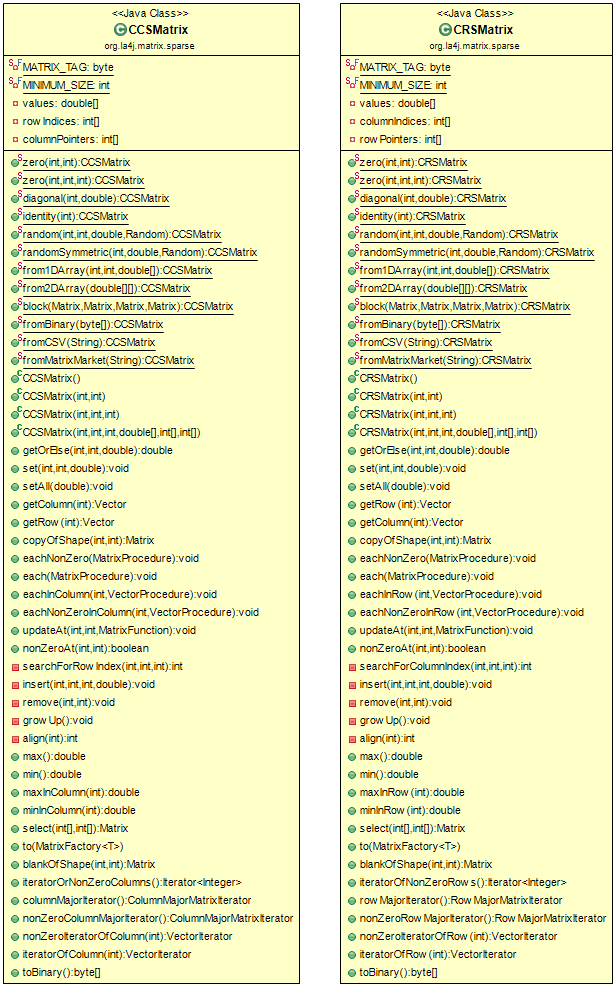 <<Java Class>>
CCSMatrix
org.la4j.matrix.sparse
MATRIX_TAG: byte
MINIMUM_SIZE: int
values: double[]
rowIndices: int[]
columnPointers: int[]
zero(int,int):CCSMatrix
zero(int,int,int):CCSMatrix
diagonal(int,double):CCSMatrix
identity(int):CCSMatrix
random(int,int,double,Random):CCSMatrix
randomSymmetric(int,double,Random):CCSMatrix
from1DArray(int,int,double[]):CCSMatrix
from2DArray(double[][]):CCSMatrix
block(Matrix,Matrix,Matrix,Matrix):CCSMatrix
fromBinary(byte[]):CCSMatrix
fromCSV(String):CCSMatrix
fromMatrixMarket(String):CCSMatrix
CCSMatrix()
CCSMatrix(int,int)
CCSMatrix(int,int,int)
CCSMatrix(int,int,int,double[],int[],int[])
getOrElse(int,int,double):double
set(int,int,double):void
setAll(double):void
getColumn(int):Vector
getRow(int):Vector
copyOfShape(int,int):Matrix
eachNonZero(MatrixProcedure):void
each(MatrixProcedure):void
eachInColumn(int,VectorProcedure):void
eachNonZeroInColumn(int,VectorProcedure):void
updateAt(int,int,MatrixFunction):void
nonZeroAt(int,int):boolean
searchForRowIndex(int,int,int):int
insert(int,int,int,double):void
remove(int,int):void
growUp():void
align(int):int
max():double
min():double
maxInColumn(int):double
minInColumn(int):double
select(int[],int[]):Matrix
to(MatrixFactory<T>)
blankOfShape(int,int):Matrix
iteratorOrNonZeroColumns():Iterator<Integer>
columnMajorIterator():ColumnMajorMatrixIterator
nonZeroColumnMajorIterator():ColumnMajorMatrixIterator
nonZeroIteratorOfColumn(int):VectorIterator
iteratorOfColumn(int):VectorIterator
toBinary():byte[]
<<Java Class>>
CRSMatrix
org.la4j.matrix.sparse
MATRIX_TAG: byte
MINIMUM_SIZE: int
values: double[]
columnIndices: int[]
rowPointers: int[]
zero(int,int):CRSMatrix
zero(int,int,int):CRSMatrix
diagonal(int,double):CRSMatrix
identity(int):CRSMatrix
random(int,int,double,Random):CRSMatrix
randomSymmetric(int,double,Random):CRSMatrix
from1DArray(int,int,double[]):CRSMatrix
from2DArray(double[][]):CRSMatrix
block(Matrix,Matrix,Matrix,Matrix):CRSMatrix
fromBinary(byte[]):CRSMatrix
fromCSV(String):CRSMatrix
fromMatrixMarket(String):CRSMatrix
CRSMatrix()
CRSMatrix(int,int)
CRSMatrix(int,int,int)
CRSMatrix(int,int,int,double[],int[],int[])
getOrElse(int,int,double):double
set(int,int,double):void
setAll(double):void
getRow(int):Vector
getColumn(int):Vector
copyOfShape(int,int):Matrix
eachNonZero(MatrixProcedure):void
each(MatrixProcedure):void
eachInRow(int,VectorProcedure):void
eachNonZeroInRow(int,VectorProcedure):void
updateAt(int,int,MatrixFunction):void
nonZeroAt(int,int):boolean
searchForColumnIndex(int,int,int):int
insert(int,int,int,double):void
remove(int,int):void
growUp():void
align(int):int
max():double
min():double
maxInRow(int):double
minInRow(int):double
select(int[],int[]):Matrix
to(MatrixFactory<T>)
blankOfShape(int,int):Matrix
iteratorOfNonZeroRows():Iterator<Integer>
rowMajorIterator():RowMajorMatrixIterator
nonZeroRowMajorIterator():RowMajorMatrixIterator
nonZeroIteratorOfRow(int):VectorIterator
iteratorOfRow(int):VectorIterator
toBinary():byte[]